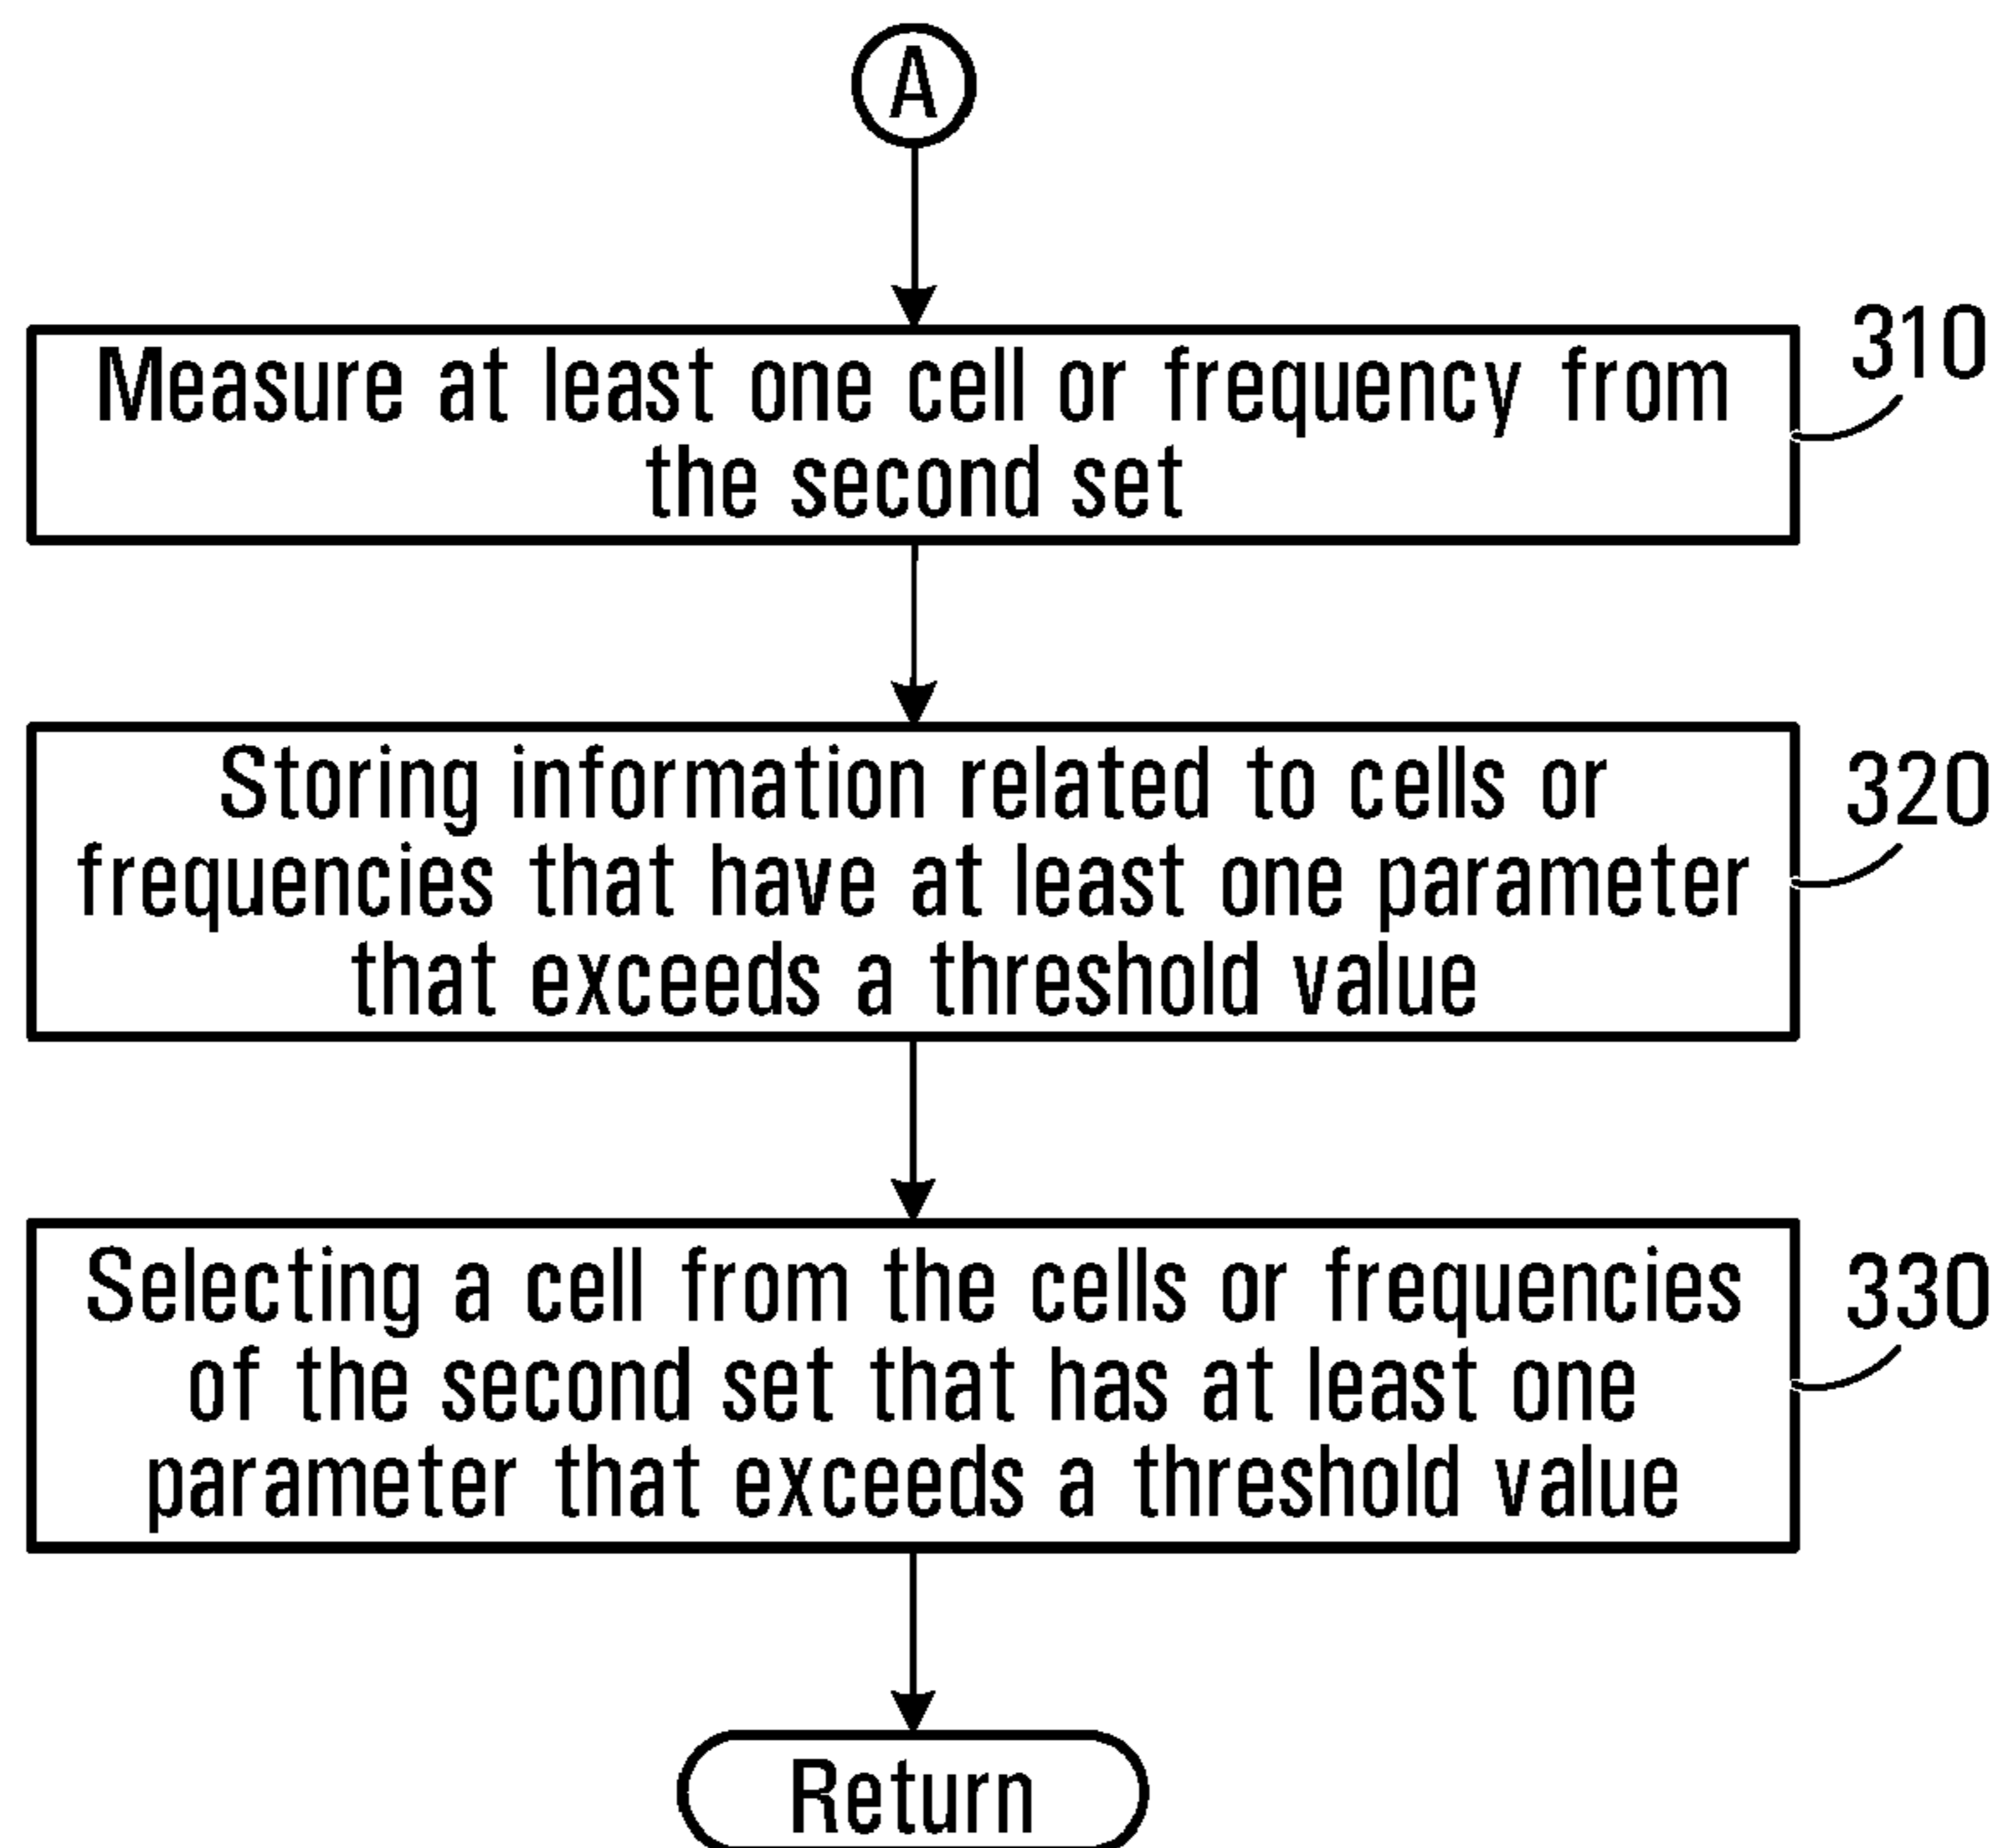 A
Measure at least one cell or frequency from
the second set
310
Storing information related to cells or
frequencies that have at least one parameter
that exceeds a threshold value
320
Selecting a cell from the cells or frequencies
of the second set that has at least one
parameter that exceeds a threshold value
330
Return